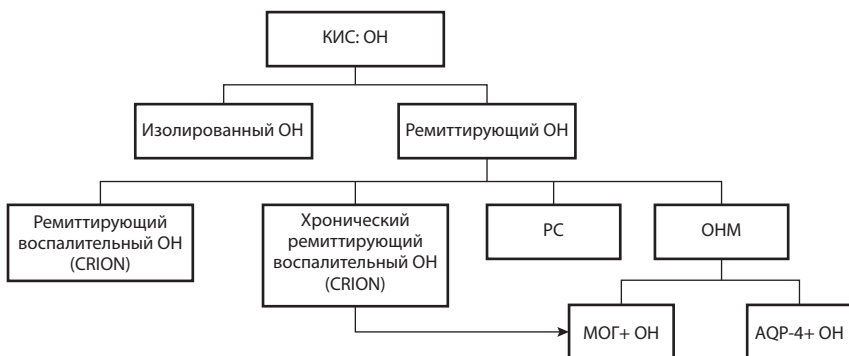 КИС: ОН
Изолированный ОН
Ремиттирующий ОН
Ремиттирующий
воспалительный ОН
(CRION)
Хронический
ремиттирующий
воспалительный ОН
(CRION)
РС
ОНМ
МОГ+ ОН
AQP-4+ ОН